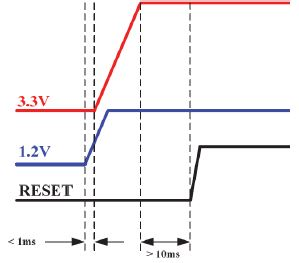 3.3V
1.2V
RESET
< 1ms
> 10ms